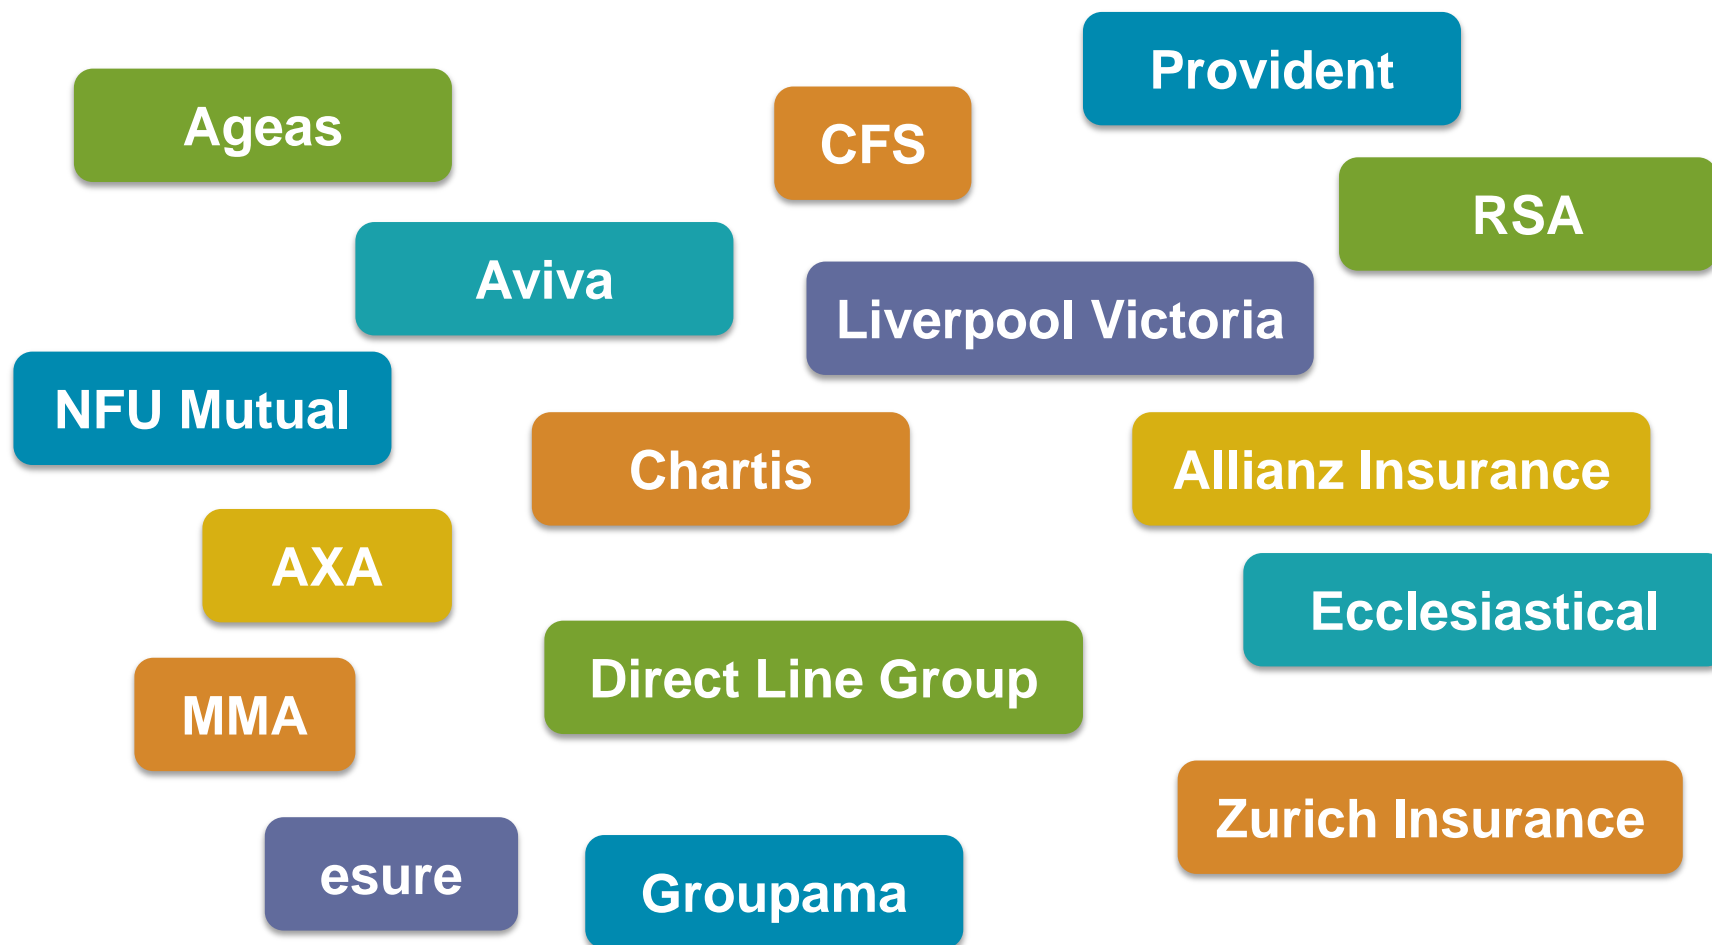 Provident
Ageas
CFS
RSA
Aviva
Liverpool Victoria
NFU Mutual
Chartis
Allianz Insurance
AXA
Ecclesiastical
Direct Line Group
MMA
Zurich Insurance
esure
Groupama